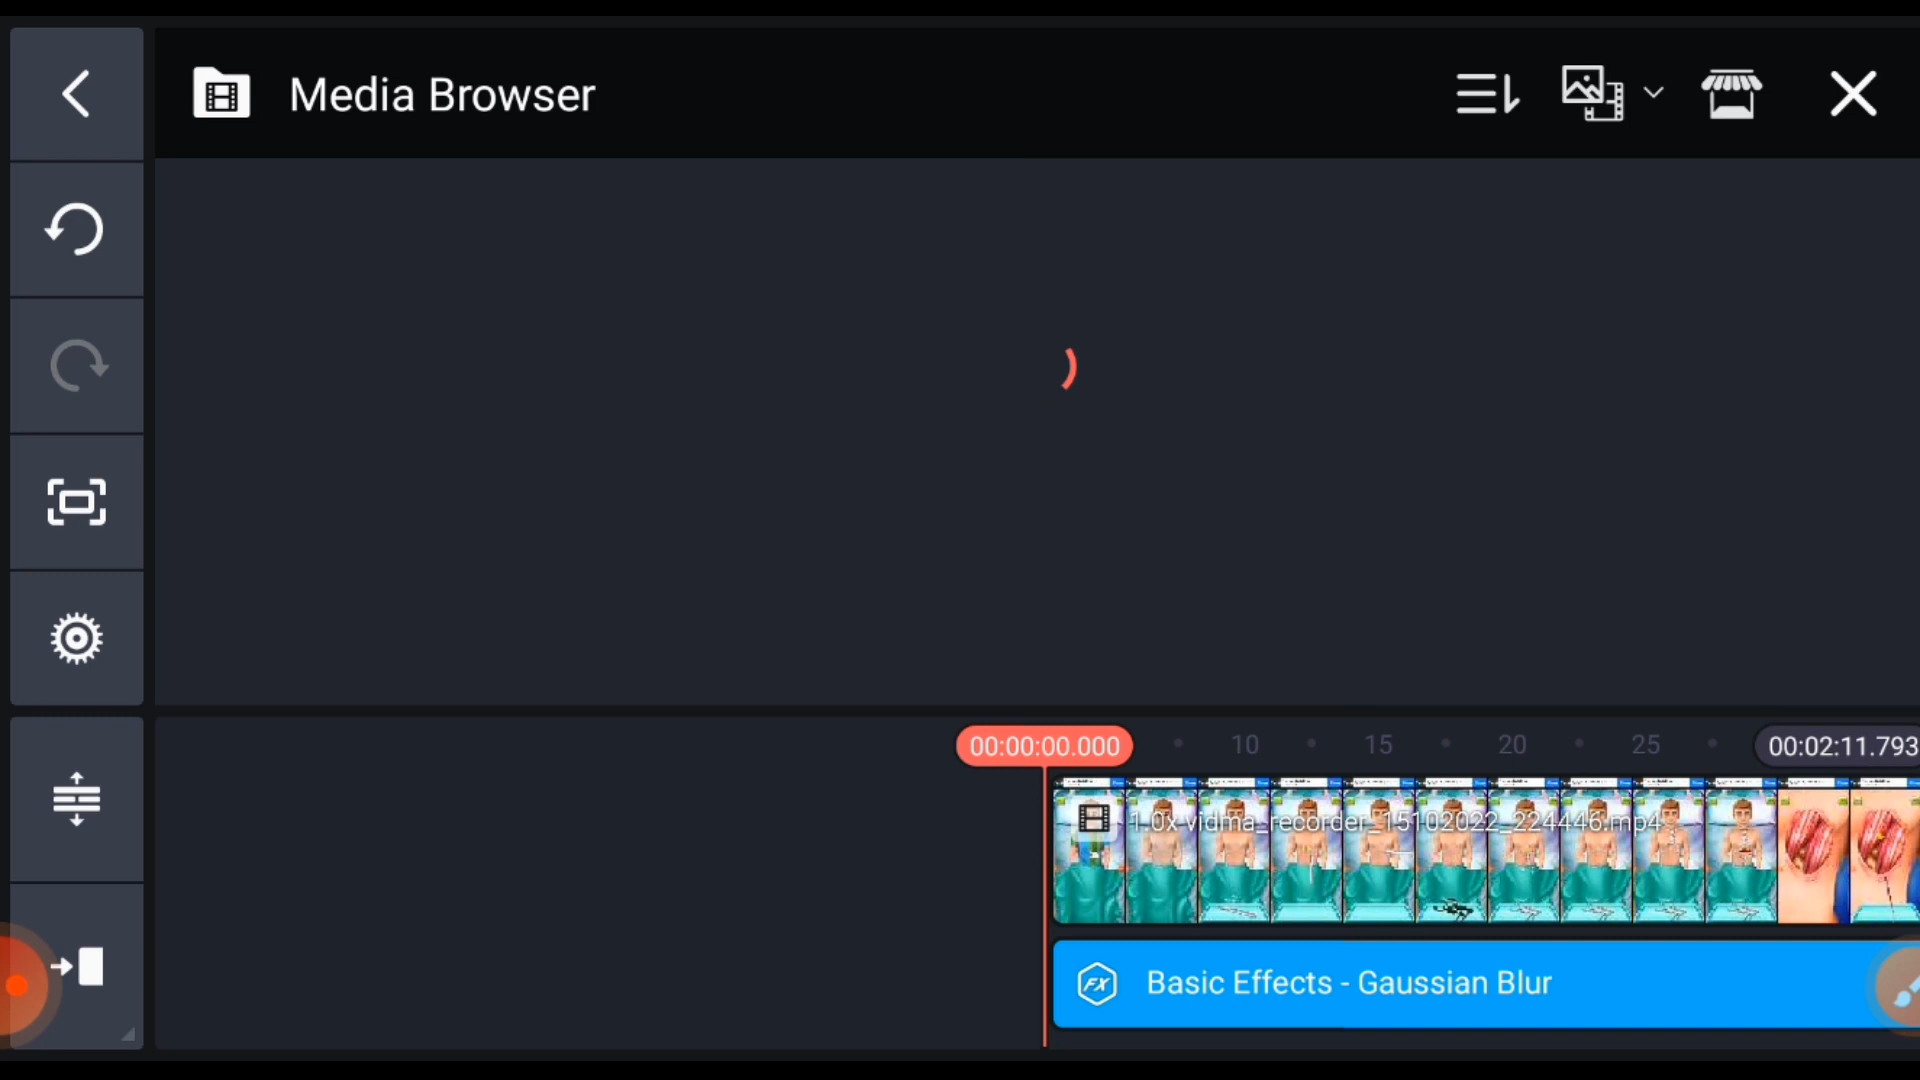 Media Browser
00:00:00.000
10
15
20
25
00:02:11.793
1.0x vidma_recorder_15102022_224446.mp4
FX
Basic Effects - Gaussian Blur